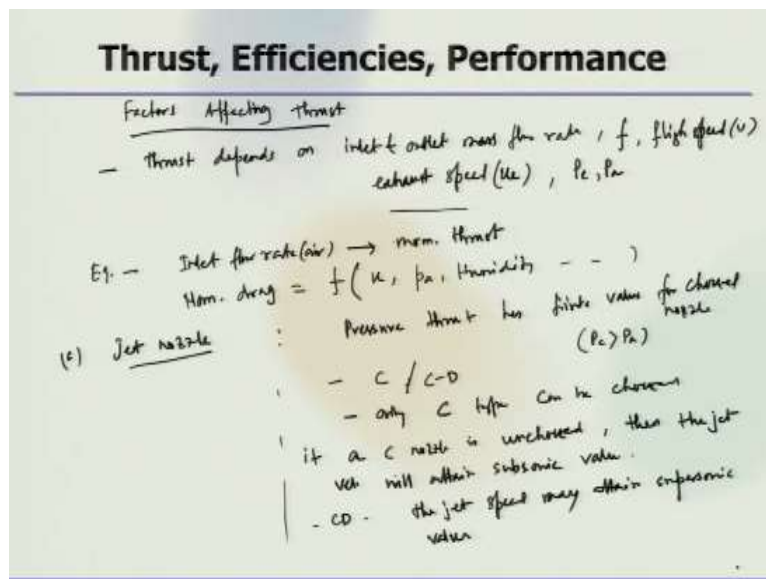 Thrust, Efficiencies, Performance
Factors Affecting Thrust
- Thrust depends on inlet & outlet mass flow rate, f, fligh speed (u)
exhaust speed (ue), Pe, Pa
Eg. - Inlet flow rate (air) → mom. thrust
Mom. drag = f(u, pa, Humidity - - )
Jet nozzle : Pressure thrust has finite value for choked
nozzle
(Pe > Pa)
- C / C-D
- only C type can be choked
if a C nozzle is unchoked, then the jet
vel. will attain subsonic value.
- CD - the jet speed may attain supersonic
value